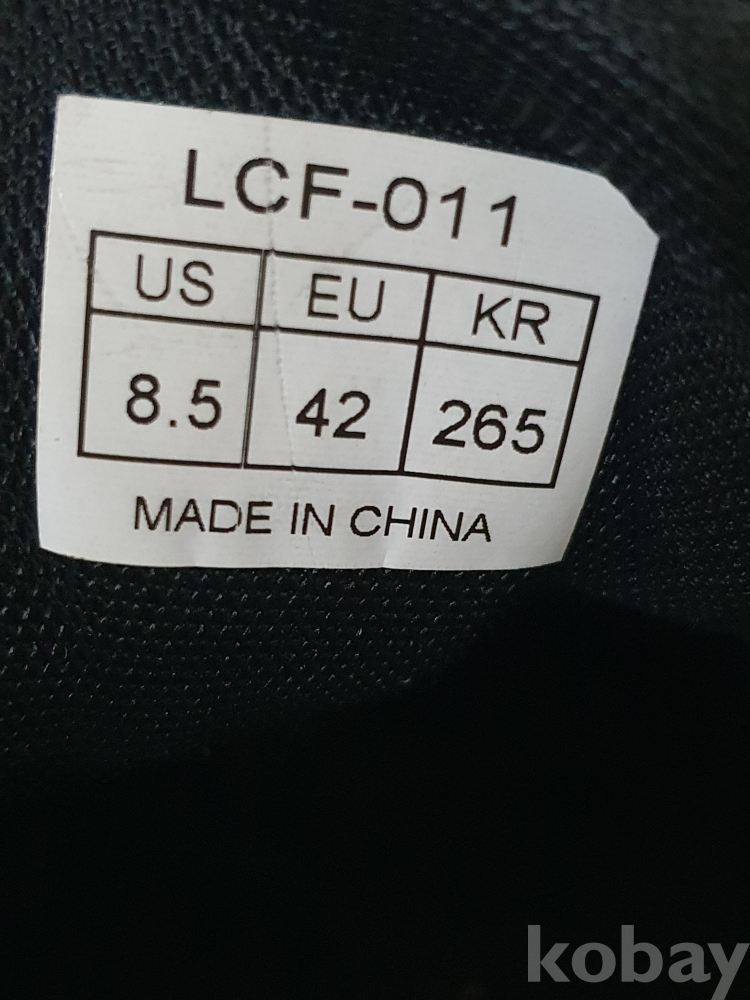 LCF-011
US EU KR
8.5 42 265
MADE IN CHINA
kobay